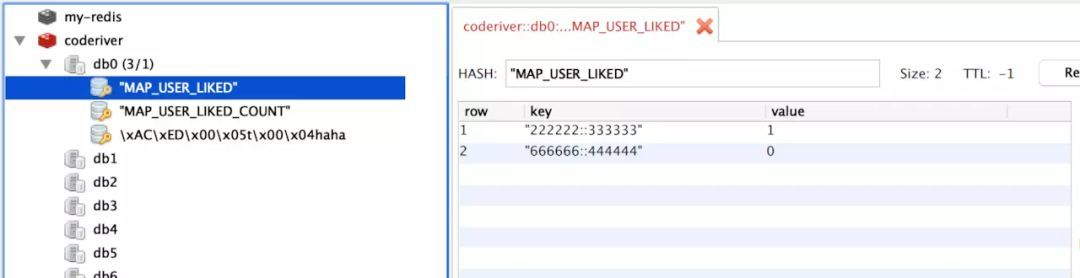 my-redis
coderiver
db0 (3/1)
"MAP_USER_LIKED"
"MAP_USER_LIKED_COUNT"
\xAC\xED\x00\x05t\x00\x04haha
db1
db2
db3
db4
db5
db6
coderiver::db0:...MAP_USER_LIKED"
HASH: "MAP_USER_LIKED" Size: 2 TTL: -1 Re
row key value
1 "222222::333333" 1
2 "666666::444444" 0